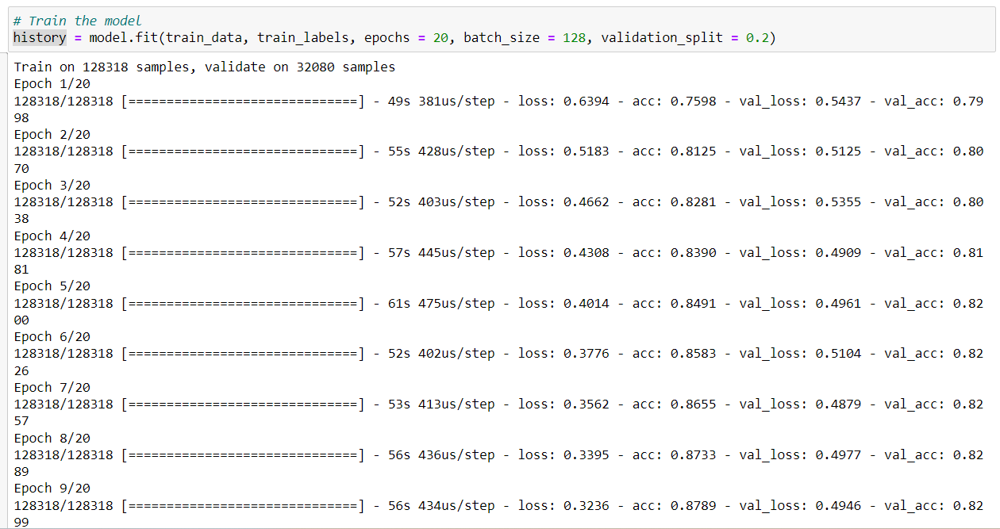 # Train the model
history = model.fit(train_data, train_labels, epochs = 20, batch_size = 128, validation_split = 0.2)
Train on 128318 samples, validate on 32080 samples
Epoch 1/20
128318/128318 [==============================] - 49s 381us/step - loss: 0.6394 - acc: 0.7598 - val_loss: 0.5437 - val_acc: 0.79
98
Epoch 2/20
128318/128318 [==============================] - 55s 428us/step - loss: 0.5183 - acc: 0.8125 - val_loss: 0.5125 - val_acc: 0.80
70
Epoch 3/20
128318/128318 [==============================] - 52s 403us/step - loss: 0.4662 - acc: 0.8281 - val_loss: 0.5355 - val_acc: 0.80
38
Epoch 4/20
128318/128318 [==============================] - 57s 445us/step - loss: 0.4308 - acc: 0.8390 - val_loss: 0.4909 - val_acc: 0.81
81
Epoch 5/20
128318/128318 [==============================] - 61s 475us/step - loss: 0.4014 - acc: 0.8491 - val_loss: 0.4961 - val_acc: 0.82
00
Epoch 6/20
128318/128318 [==============================] - 52s 402us/step - loss: 0.3776 - acc: 0.8583 - val_loss: 0.5104 - val_acc: 0.82
26
Epoch 7/20
128318/128318 [==============================] - 53s 413us/step - loss: 0.3562 - acc: 0.8655 - val_loss: 0.4879 - val_acc: 0.82
57
Epoch 8/20
128318/128318 [==============================] - 56s 436us/step - loss: 0.3395 - acc: 0.8733 - val_loss: 0.4977 - val_acc: 0.82
89
Epoch 9/20
128318/128318 [==============================] - 56s 434us/step - loss: 0.3236 - acc: 0.8789 - val_loss: 0.4946 - val_acc: 0.82
99